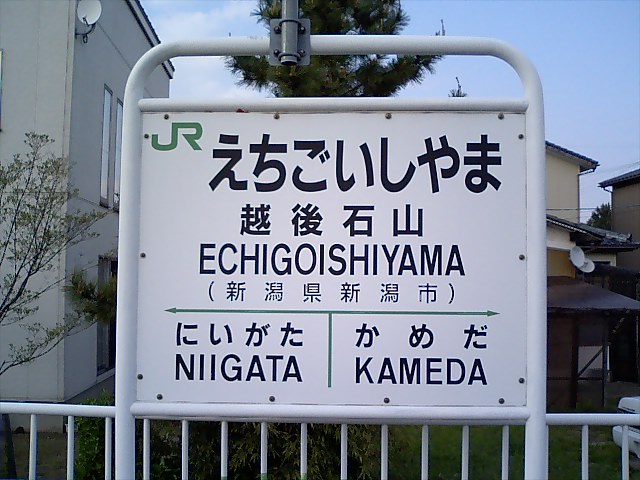 JR
えちごいしやま
越後石山
ECHIGOISHIYAMA
(新潟県新潟市)
にいがた かめだ
NIIGATA KAMEDA